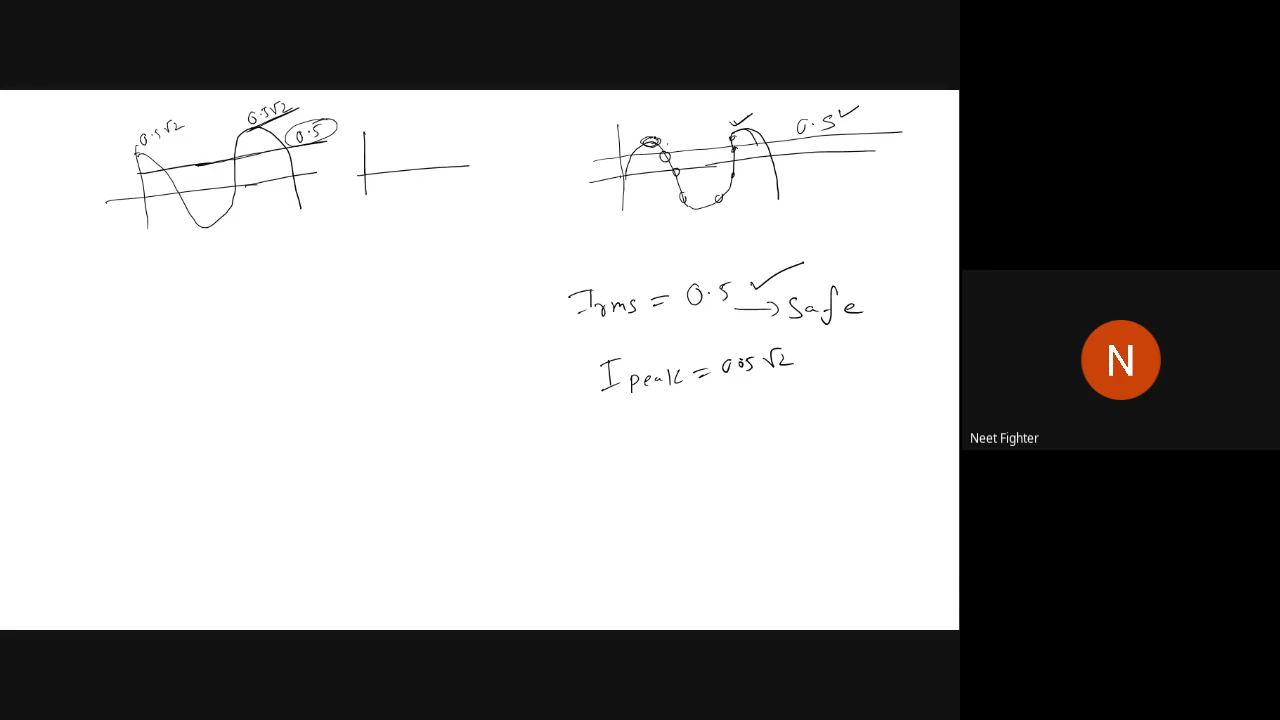 0.5√2
0.5√2
0.5
0.5
Irms = 0.5 → Safe
Ipeak = 0.5√2
N
Neet Fighter